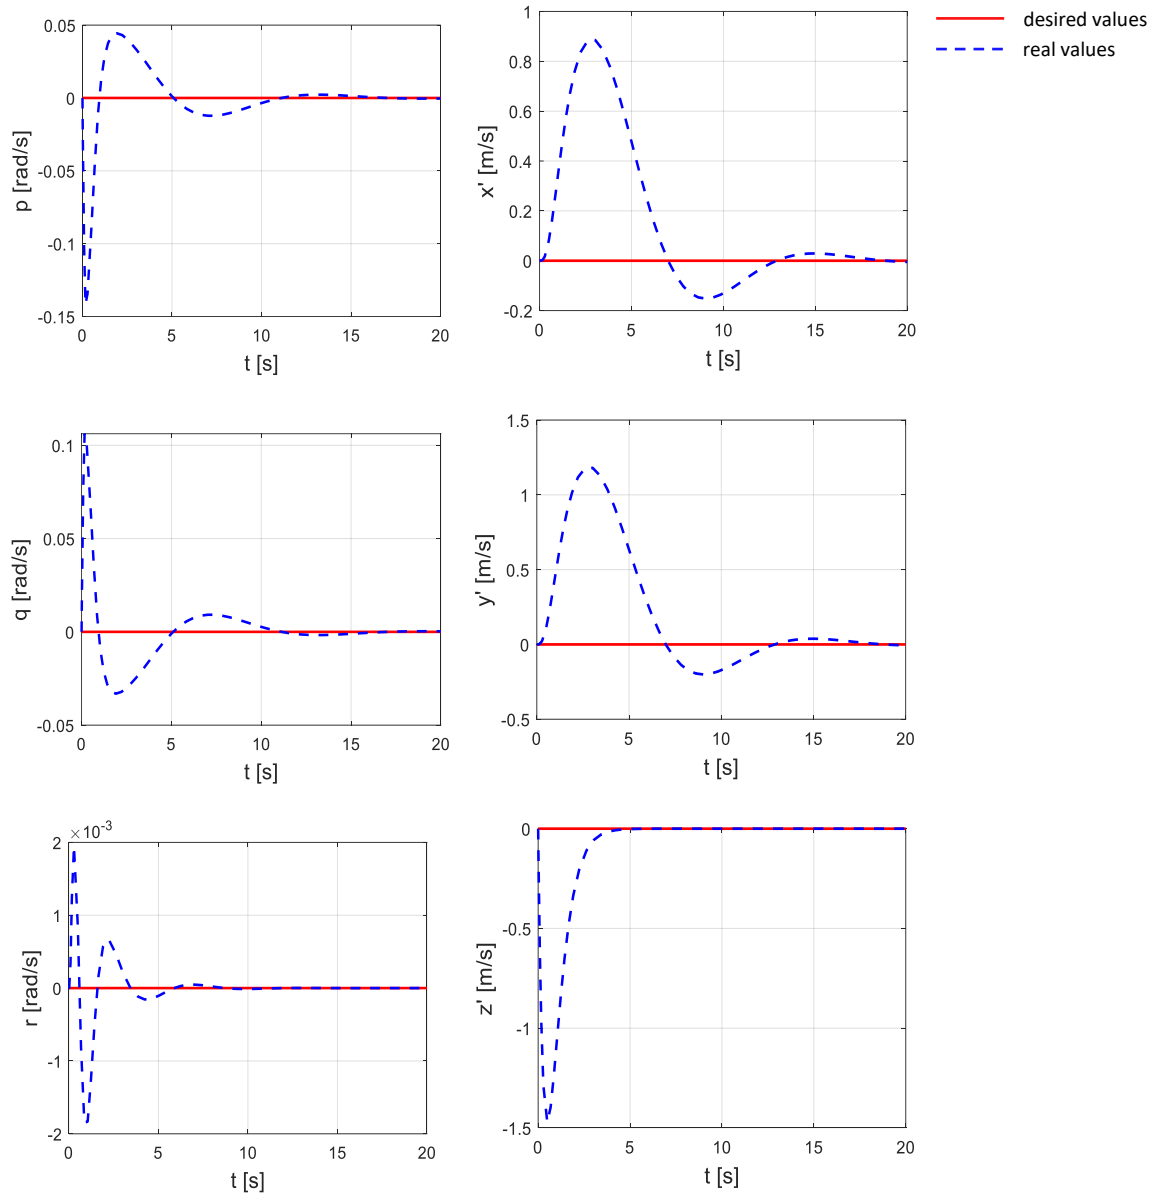 desired values
real values
0.05
0
-0.05
-0.1
-0.15
p [rad/s]
0 5 10 15 20
t [s]
1
0.8
0.6
0.4
0.2
0
-0.2
x' [m/s]
0 5 10 15 20
t [s]
0.1
0.05
0
-0.05
q [rad/s]
0 5 10 15 20
t [s]
1.5
1
0.5
0
-0.5
y' [m/s]
0 5 10 15 20
t [s]
×10⁻³
2
1
0
-1
-2
r [rad/s]
0 5 10 15 20
t [s]
0
-0.5
-1
-1.5
z' [m/s]
0 5 10 15 20
t [s]